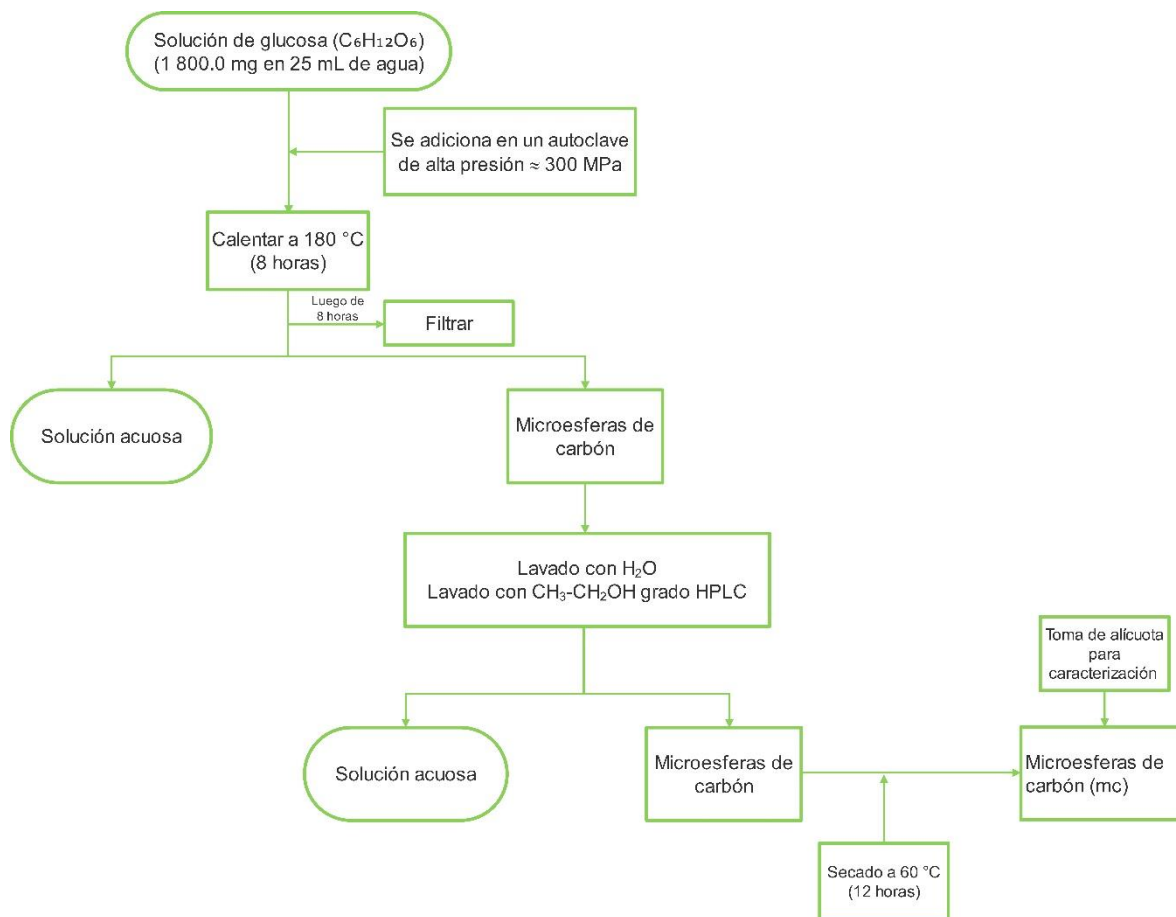 Solución de glucosa (C₆H₁₂O₆)
(1 800.0 mg en 25 mL de agua)
Se adiciona en un autoclave
de alta presión ≈ 300 MPa
Calentar a 180 °C
(8 horas)
Luego de
8 horas
Filtrar
Solución acuosa
Microesferas de
carbón
Lavado con H₂O
Lavado con CH₃-CH₂OH grado HPLC
Toma de alícuota
para
caracterización
Solución acuosa
Microesferas de
carbón
Microesferas de
carbón (mc)
Secado a 60 °C
(12 horas)